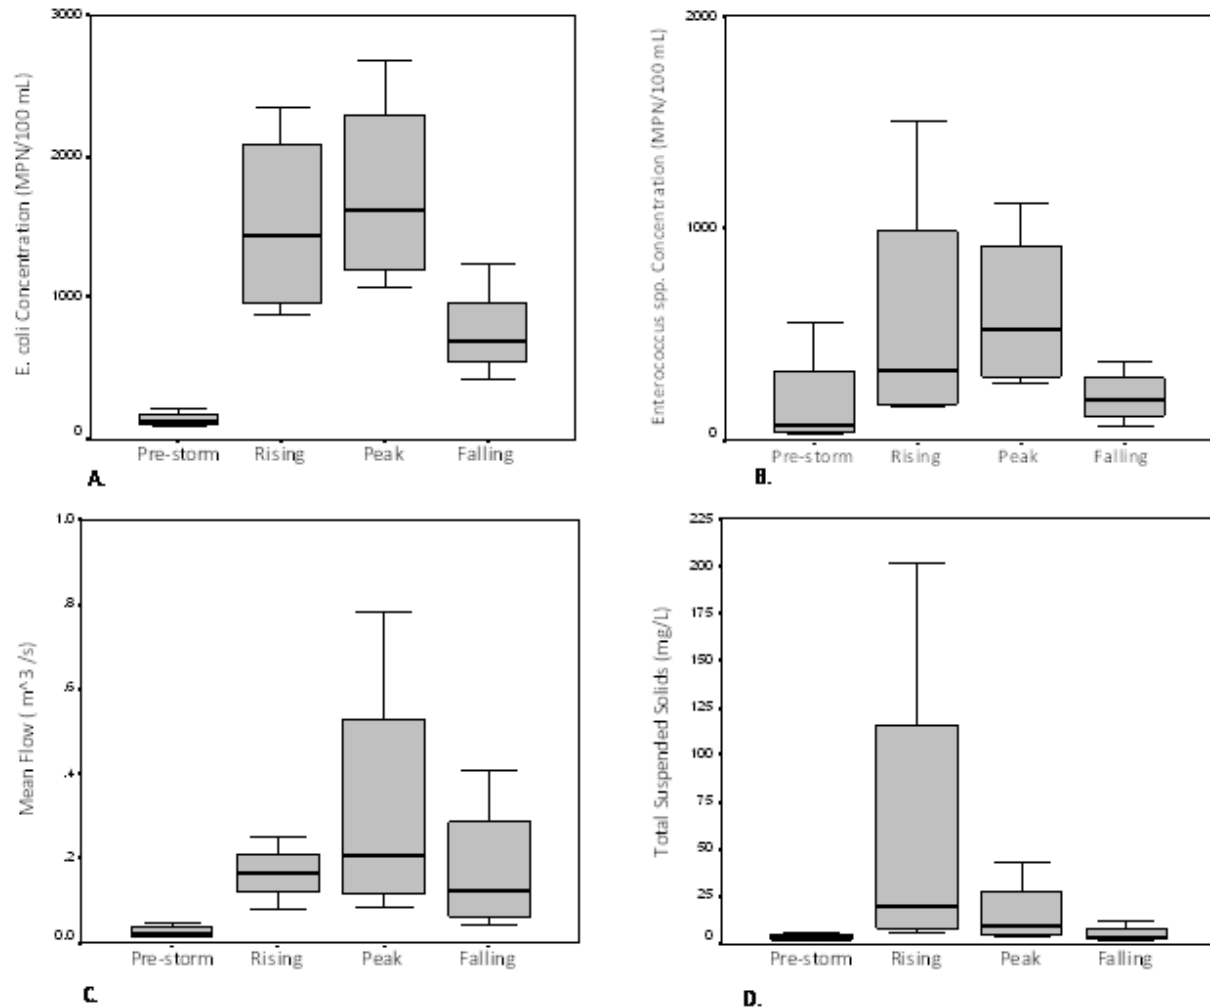 3000
2000
1000
0
E. coli Concentration (MPN/100 mL)
Pre-storm Rising Peak Falling
A.
2000
1000
0
Enterococcus spp. Concentration (MPN/100 mL)
Pre-storm Rising Peak Falling
B.
1.0
.8
.6
.4
.2
0.0
Mean Flow ( m^3 /s)
Pre-storm Rising Peak Falling
C.
225
200
175
150
125
100
75
50
25
0
Total Suspended Solids (mg/L)
Pre-storm Rising Peak Falling
D.